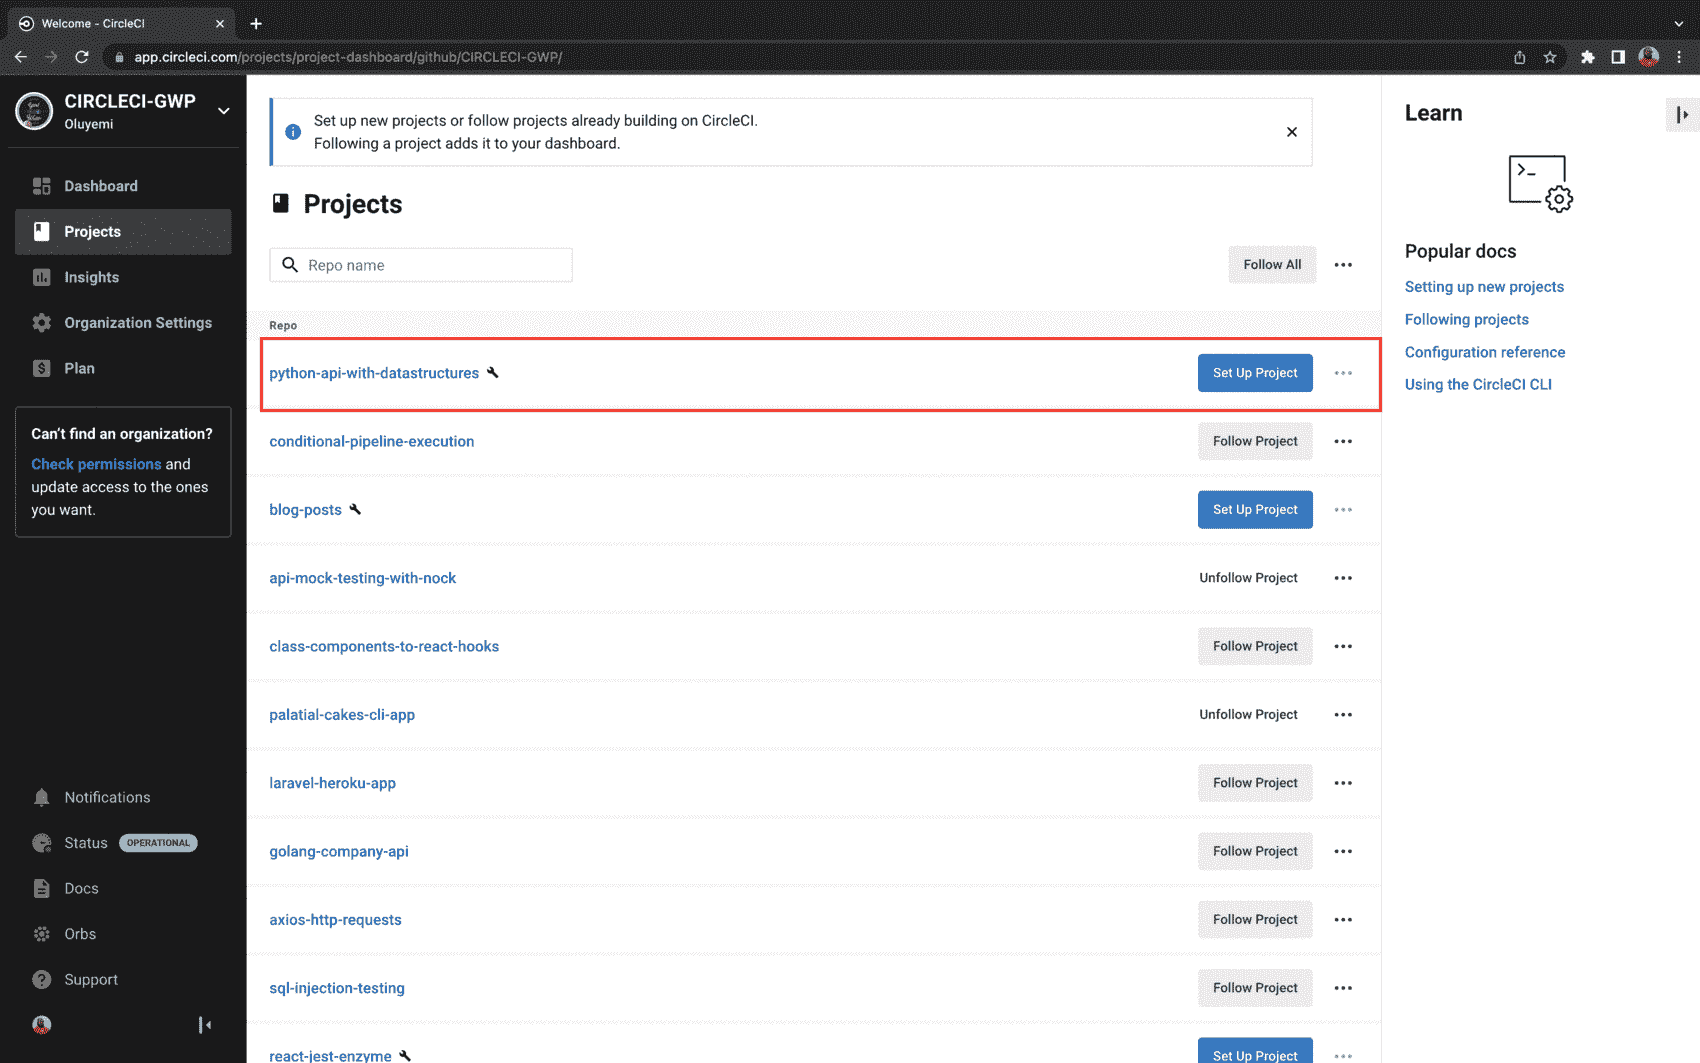 Welcome - CircleCI
app.circleci.com/projects/project-dashboard/github/CIRCLECI-GWP/
CIRCLECI-GWP
Oluyemi
Dashboard
Projects
Insights
Organization Settings
Plan
Can't find an organization?
Check permissions and
update access to the ones
you want.
Notifications
Status OPERATIONAL
Docs
Orbs
Support
Set up new projects or follow projects already building on CircleCI.
Following a project adds it to your dashboard.
Projects
Repo name
Follow All
Repo
python-api-with-datastructures Set Up Project
conditional-pipeline-execution Follow Project
blog-posts Set Up Project
api-mock-testing-with-nock Unfollow Project
class-components-to-react-hooks Follow Project
palatial-cakes-cli-app Unfollow Project
laravel-heroku-app Follow Project
golang-company-api Follow Project
axios-http-requests Follow Project
sql-injection-testing Follow Project
react-jest-enzyme Set Up Project
Learn
Popular docs
Setting up new projects
Following projects
Configuration reference
Using the CircleCI CLI